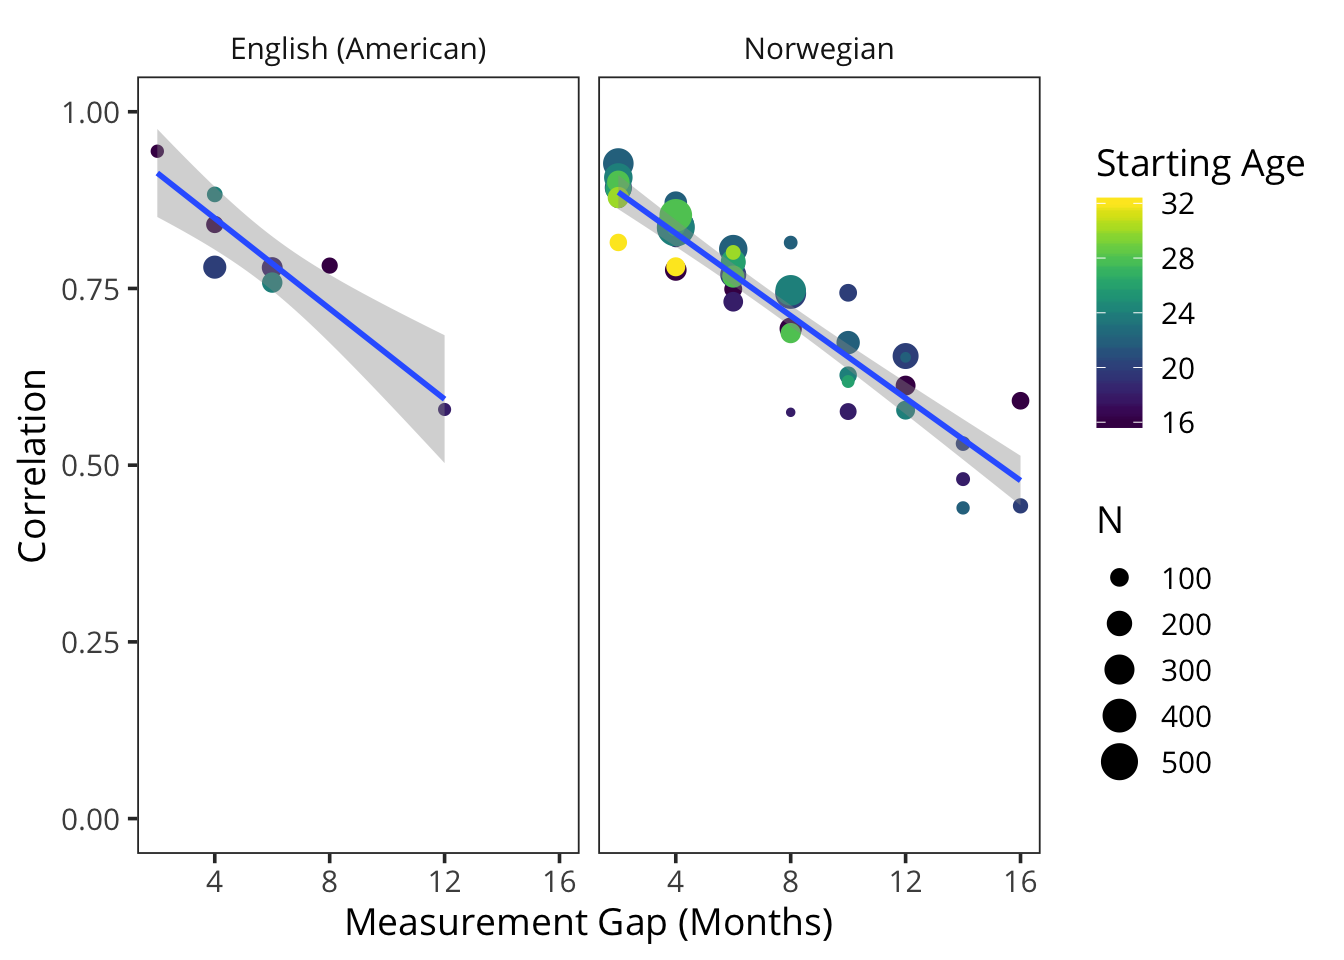 English (American)
Norwegian
1.00
0.75
0.50
0.25
0.00
Correlation
4 8 12 16
4 8 12 16
Measurement Gap (Months)
Starting Age
32
28
24
20
16
N
100
200
300
400
500